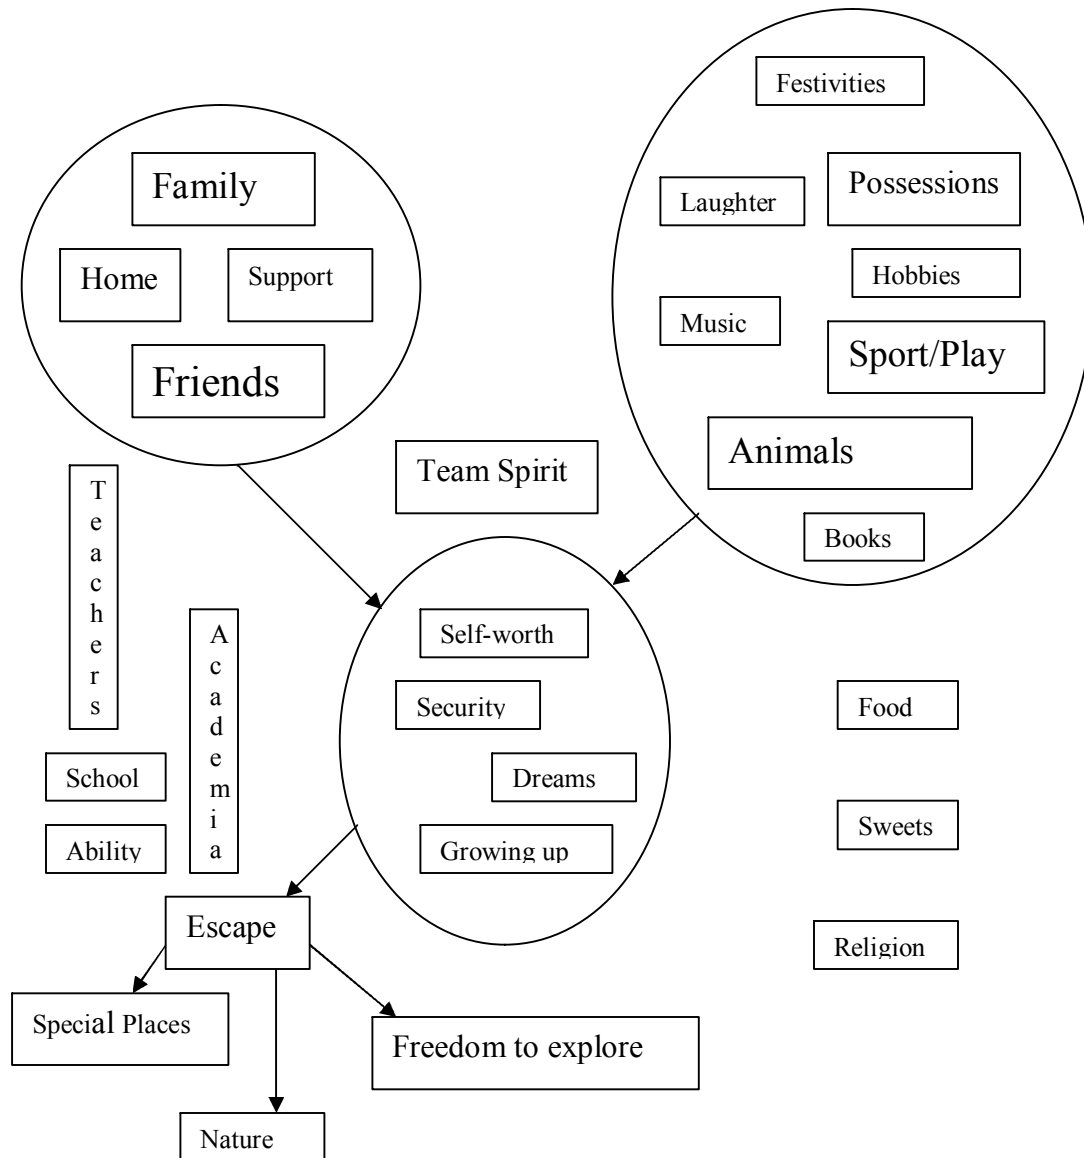 Festivities
Family
Possessions
Laughter
Home
Support
Hobbies
Music
Sport/Play
Friends
Animals
Team Spirit
Books
Teachers
Academia
Self-worth
Security
Food
School
Dreams
Ability
Growing up
Sweets
Escape
Religion
Special Places
Freedom to explore
Nature